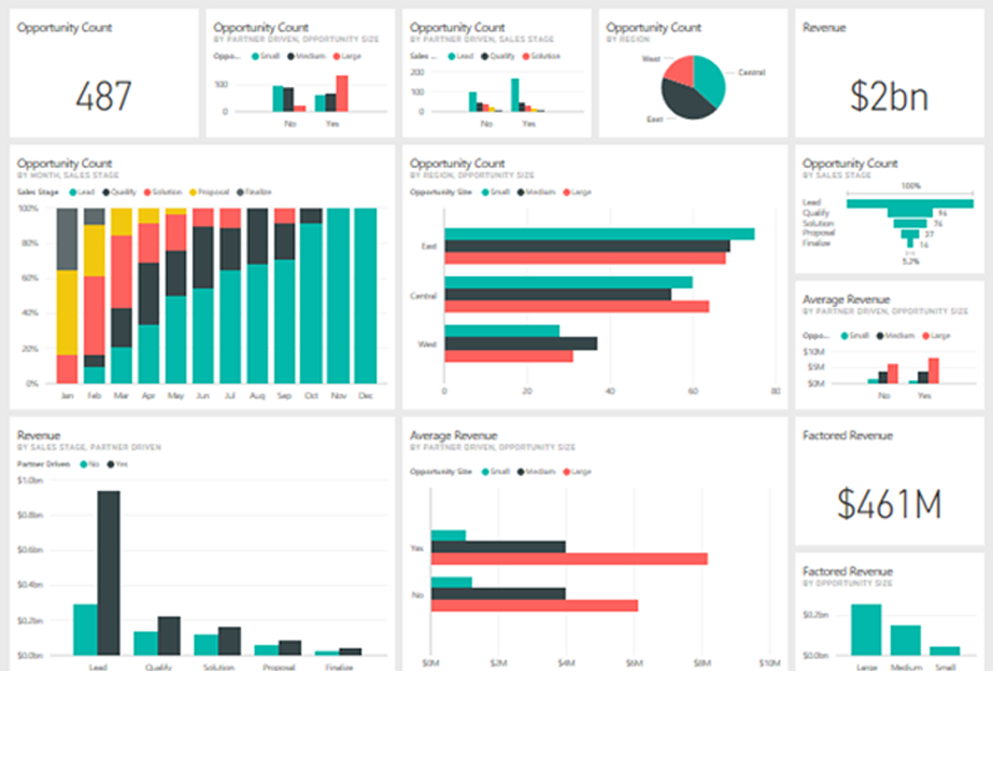 Opportunity Count
487
Opportunity Count
BY PARTNER DRIVEN, OPPORTUNITY SIZE
Oppo... Small Medium Large
100
0
No Yes
Opportunity Count
BY PARTNER DRIVEN, SALES STAGE
Sales ... Lead Qualify Solution
200
100
0
No Yes
Opportunity Count
BY REGION
West
Central
East
Revenue
$2bn
Opportunity Count
BY MONTH, SALES STAGE
Sales Stage Lead Qualify Solution Proposal Finalize
100%
80%
60%
40%
20%
0%
Jan Feb Mar Apr May Jun Jul Aug Sep Oct Nov Dec
Opportunity Count
BY REGION, OPPORTUNITY SIZE
Opportunity Size Small Medium Large
East
Central
West
0 20 40 60 80
Opportunity Count
BY SALES STAGE
100%
Lead
Qualify 94
Solution 76
Proposal 37
Finalize 16
5.2%
Average Revenue
BY PARTNER DRIVEN, OPPORTUNITY SIZE
Oppo... Small Medium Large
$10M
$5M
$0M
No Yes
Revenue
BY SALES STAGE, PARTNER DRIVEN
Partner Driven No Yes
$1.0bn
$0.8bn
$0.6bn
$0.4bn
$0.2bn
$0.0bn
Lead Qualify Solution Proposal Finalize
Average Revenue
BY PARTNER DRIVEN, OPPORTUNITY SIZE
Opportunity Size Small Medium Large
Yes
No
$0M $2M $4M $6M $8M $10M
Factored Revenue
$461M
Factored Revenue
BY OPPORTUNITY SIZE
$0.2bn
$0.0bn
Large Medium Small